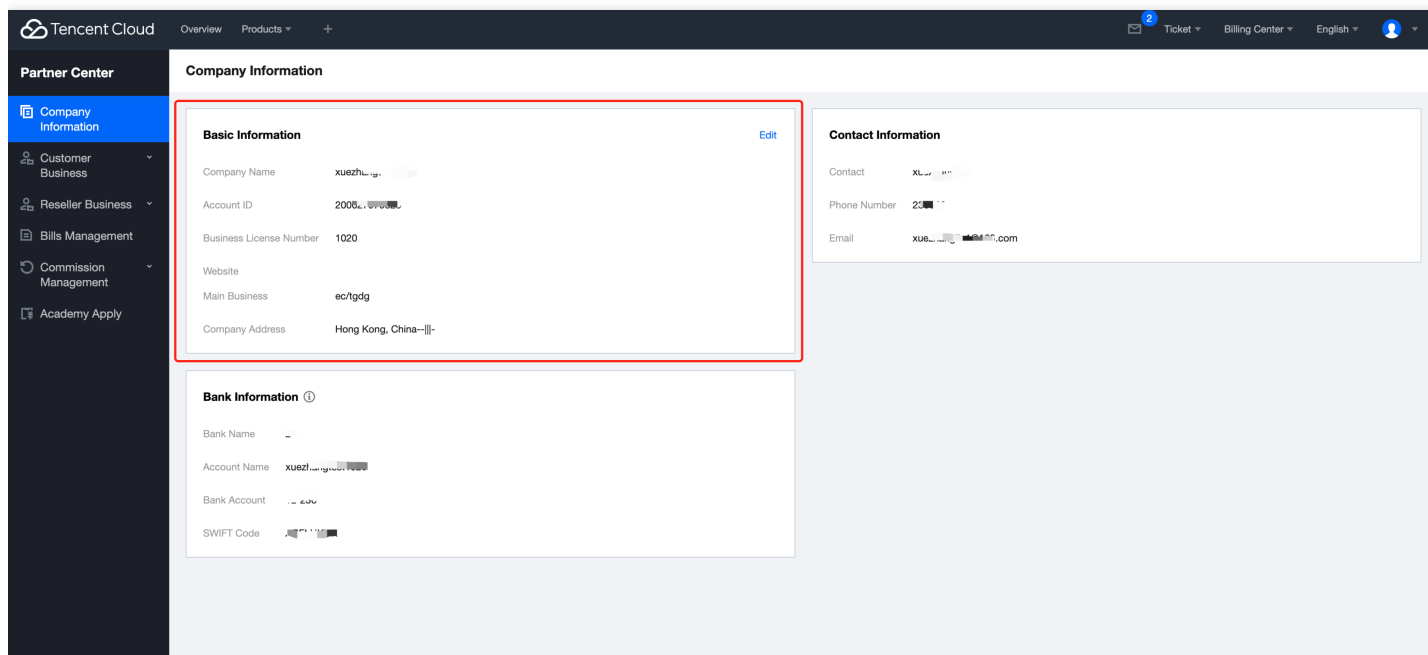 Tencent Cloud Overview Products + 2 Ticket Billing Center English
Partner Center
Company Information
Company
Information
Customer
Business
Reseller Business
Bills Management
Commission
Management
Academy Apply
Basic Information Edit
Company Name
Account ID
Business License Number 1020
Website
Main Business ec/tgdg
Company Address Hong Kong, China--|||-
Contact Information
Contact
Phone Number
Email
Bank Information
Bank Name
Account Name
Bank Account
SWIFT Code